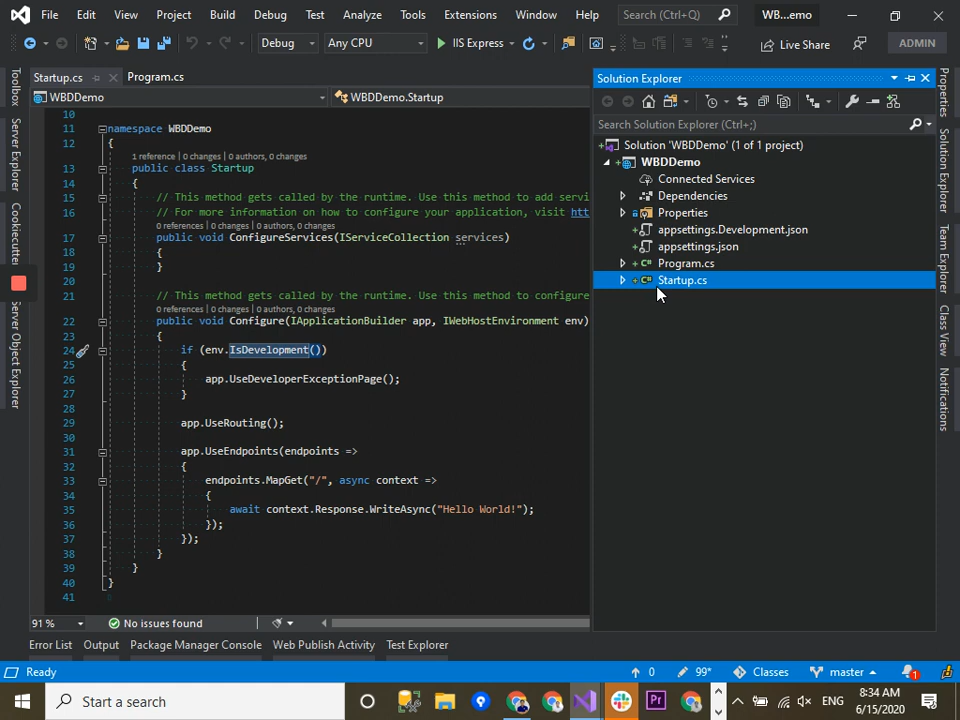 File Edit View Project Build Debug Test Analyze Tools Extensions Window Help Search (Ctrl+Q) WB...emo
Debug Any CPU IIS Express Live Share ADMIN
Startup.cs Program.cs
WBDDemo WBDDemo.Startup
10
11 namespace WBDDemo
12 {
1 reference | 0 changes | 0 authors, 0 changes
13 public class Startup
14 {
15 // This method gets called by the runtime. Use this method to add servi
16 // For more information on how to configure your application, visit htt
0 references | 0 changes | 0 authors, 0 changes
17 public void ConfigureServices(IServiceCollection services)
18 {
19 }
20
21 // This method gets called by the runtime. Use this method to configure
0 references | 0 changes | 0 authors, 0 changes
22 public void Configure(IApplicationBuilder app, IWebHostEnvironment env)
23 {
24 if (env.IsDevelopment())
25 {
26 app.UseDeveloperExceptionPage();
27 }
28
29 app.UseRouting();
30
31 app.UseEndpoints(endpoints =>
32 {
33 endpoints.MapGet("/", async context =>
34 {
35 await context.Response.WriteAsync("Hello World!");
36 });
37 });
38 }
39 }
40 }
41
91 % No issues found
Toolbox
Server Explorer
Cookiecutter
Server Object Explorer
Solution Explorer
Search Solution Explorer (Ctrl+;)
Solution 'WBDDemo' (1 of 1 project)
WBDDemo
Connected Services
Dependencies
Properties
appsettings.Development.json
appsettings.json
Program.cs
Startup.cs
Properties
Solution Explorer
Team Explorer
Class View
Notifications
Error List Output Package Manager Console Web Publish Activity Test Explorer
Ready 0 99* Classes master 1
Start a search Pr ENG 8:34 AM
6/15/2020